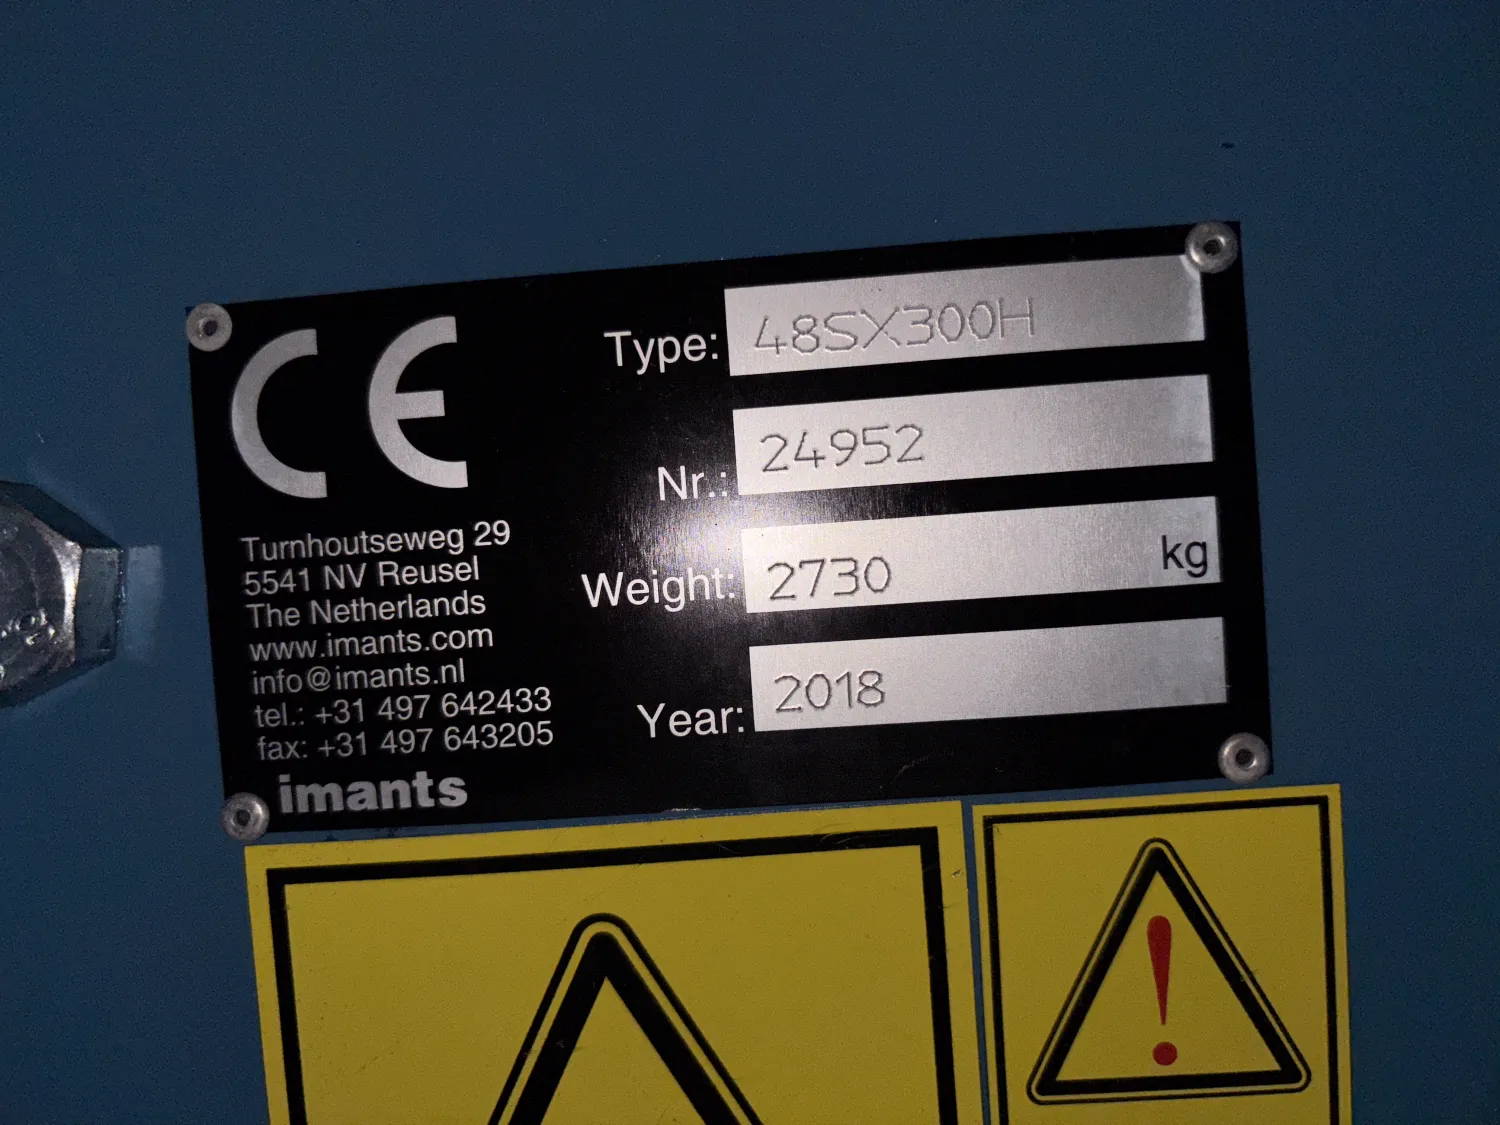 CE
Type: 48SX300H
Nr.: 24952
Weight: 2730 kg
Year: 2018
Turnhoutseweg 29
5541 NV Reusel
The Netherlands
www.imants.com
info@imants.nl
tel.: +31 497 642433
fax: +31 497 643205
imants